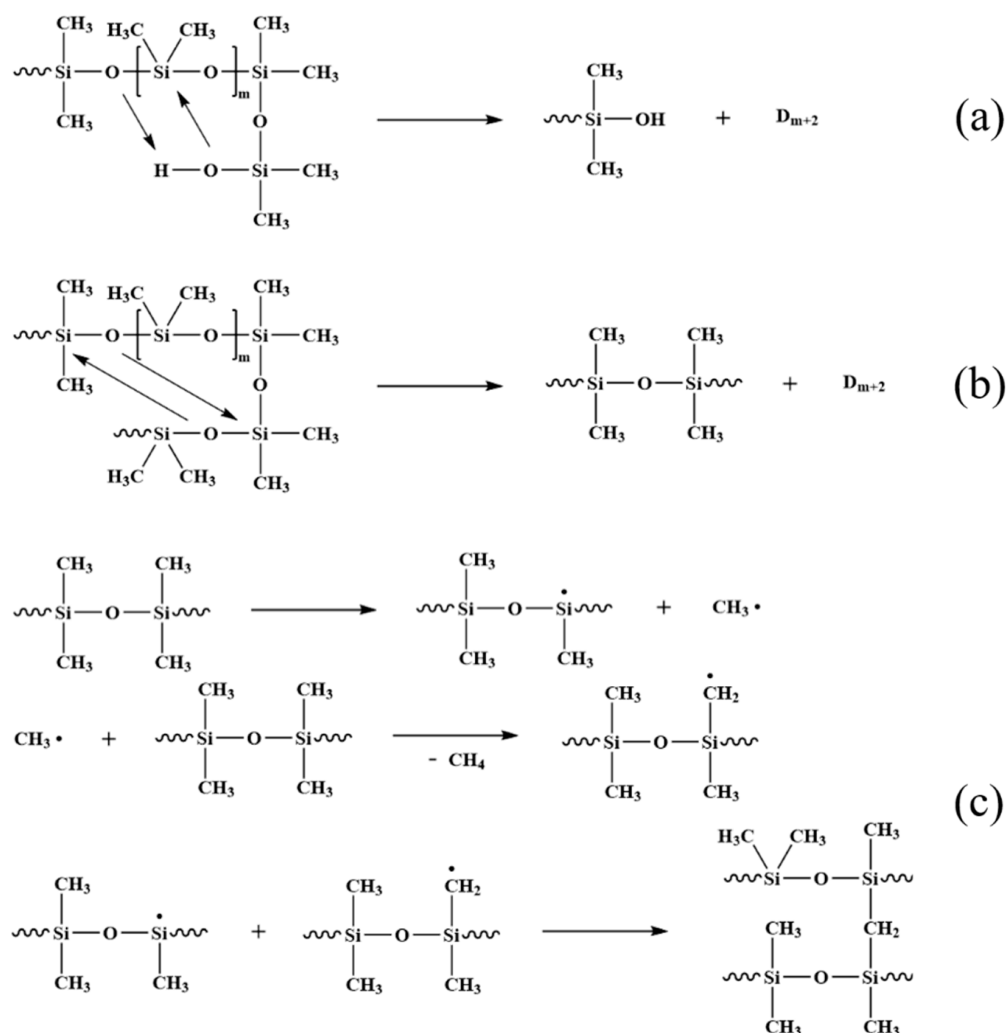 CH3 H3C CH3 CH3
Si O Si O Si CH3
m
CH3 O
H O Si CH3
CH3
CH3
Si OH + Dm+2 (a)
CH3
CH3 H3C CH3 CH3
Si O Si O Si CH3
m
CH3 O
Si O Si CH3
H3C CH3 CH3
CH3 CH3
Si O Si + Dm+2 (b)
CH3 CH3
CH3 CH3
Si O Si
CH3 CH3
CH3 •
Si O Si + CH3 •
CH3 CH3
CH3 CH3
CH3 • + Si O Si
CH3 CH3
- CH4
•
CH3 CH2
Si O Si
CH3 CH3
(c)
CH3 •
Si O Si
CH3 CH3
+
•
CH3 CH2
Si O Si
CH3 CH3
H3C CH3 CH3
Si O Si
CH3 CH2
Si O Si
CH3 CH3